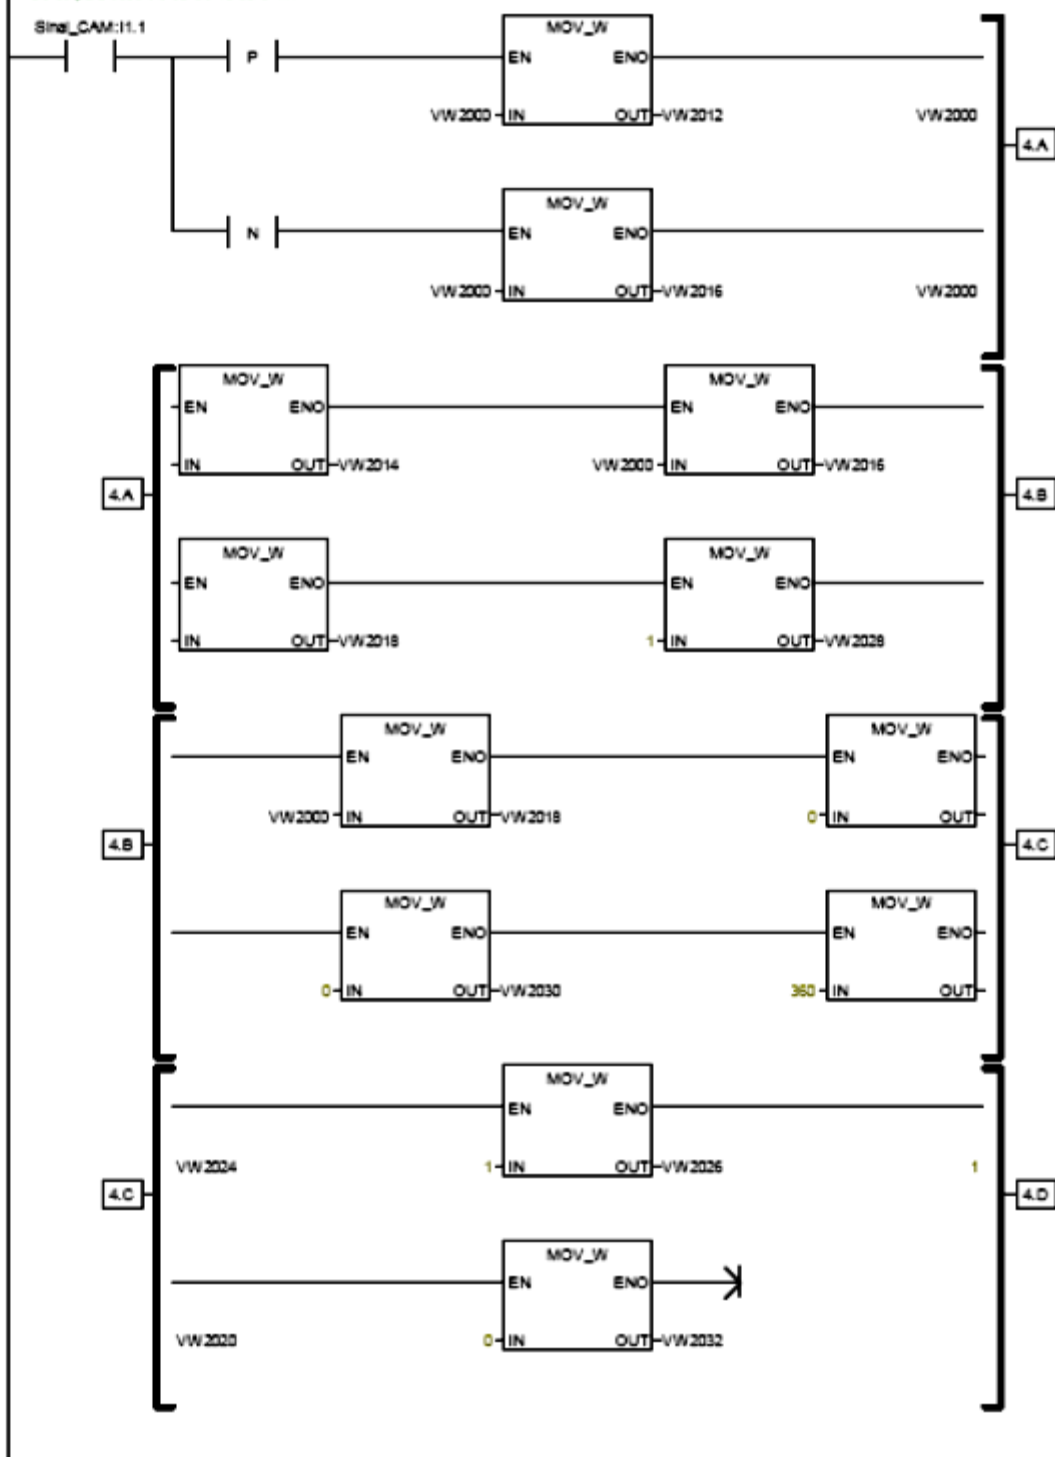 Sinal_CAM:I1.1
P
MOV_W
EN ENO
VW2000 IN OUT VW2012 VW2000
4.A
N
MOV_W
EN ENO
VW2000 IN OUT VW2016 VW2000
MOV_W MOV_W
EN ENO EN ENO
IN OUT VW2014 VW2000 IN OUT VW2016
4.A 4.B
MOV_W MOV_W
EN ENO EN ENO
IN OUT VW2018 1 IN OUT VW2028
MOV_W MOV_W
EN ENO EN ENO
VW2000 IN OUT VW2018 0 IN OUT
4.B 4.C
MOV_W MOV_W
EN ENO EN ENO
0 IN OUT VW2030 360 IN OUT
MOV_W
EN ENO
VW2024 1 IN OUT VW2026 1
4.C 4.D
MOV_W
EN ENO
VW2020 0 IN OUT VW2032